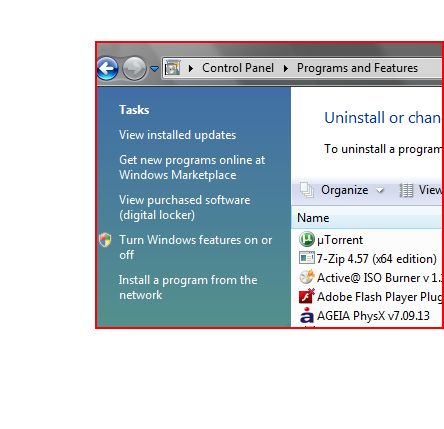 Control Panel Programs and Features
Tasks
View installed updates
Get new programs online at
Windows Marketplace
View purchased software
(digital locker)
Turn Windows features on or
off
Install a program from the
network
Uninstall or chan
To uninstall a program
Organize View
Name
µTorrent
7-Zip 4.57 (x64 edition)
Active@ ISO Burner v 1.
Adobe Flash Player Plug
AGEIA PhysX v7.09.13